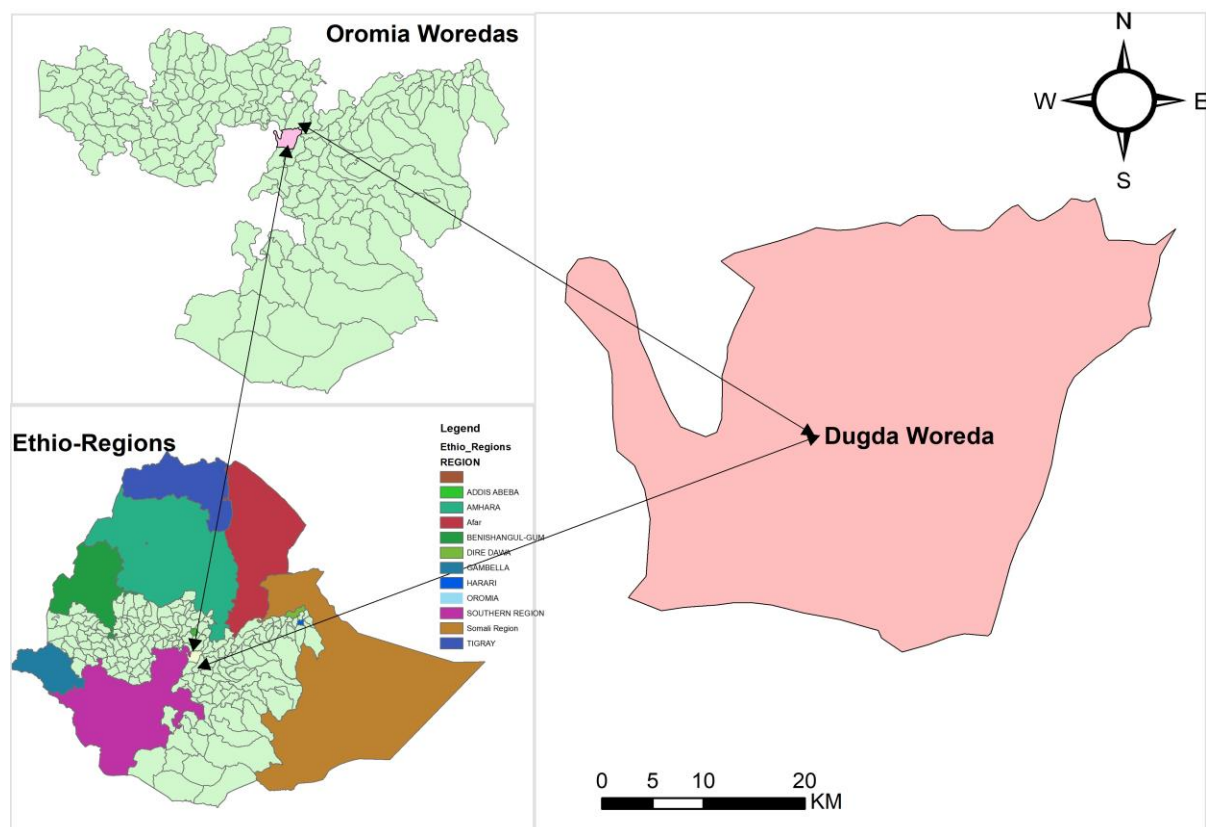 Oromia Woredas
N
W
E
S
Dugda Woreda
Ethio-Regions
Legend
Ethio_Regions
REGION
ADDIS ABEBA
AMHARA
Afar
BENISHANGUL-GUM
DIRE DAWA
GAMBELLA
HARARI
OROMIA
SOUTHERN REGION
Somali Region
TIGRAY
0 5 10 20
KM